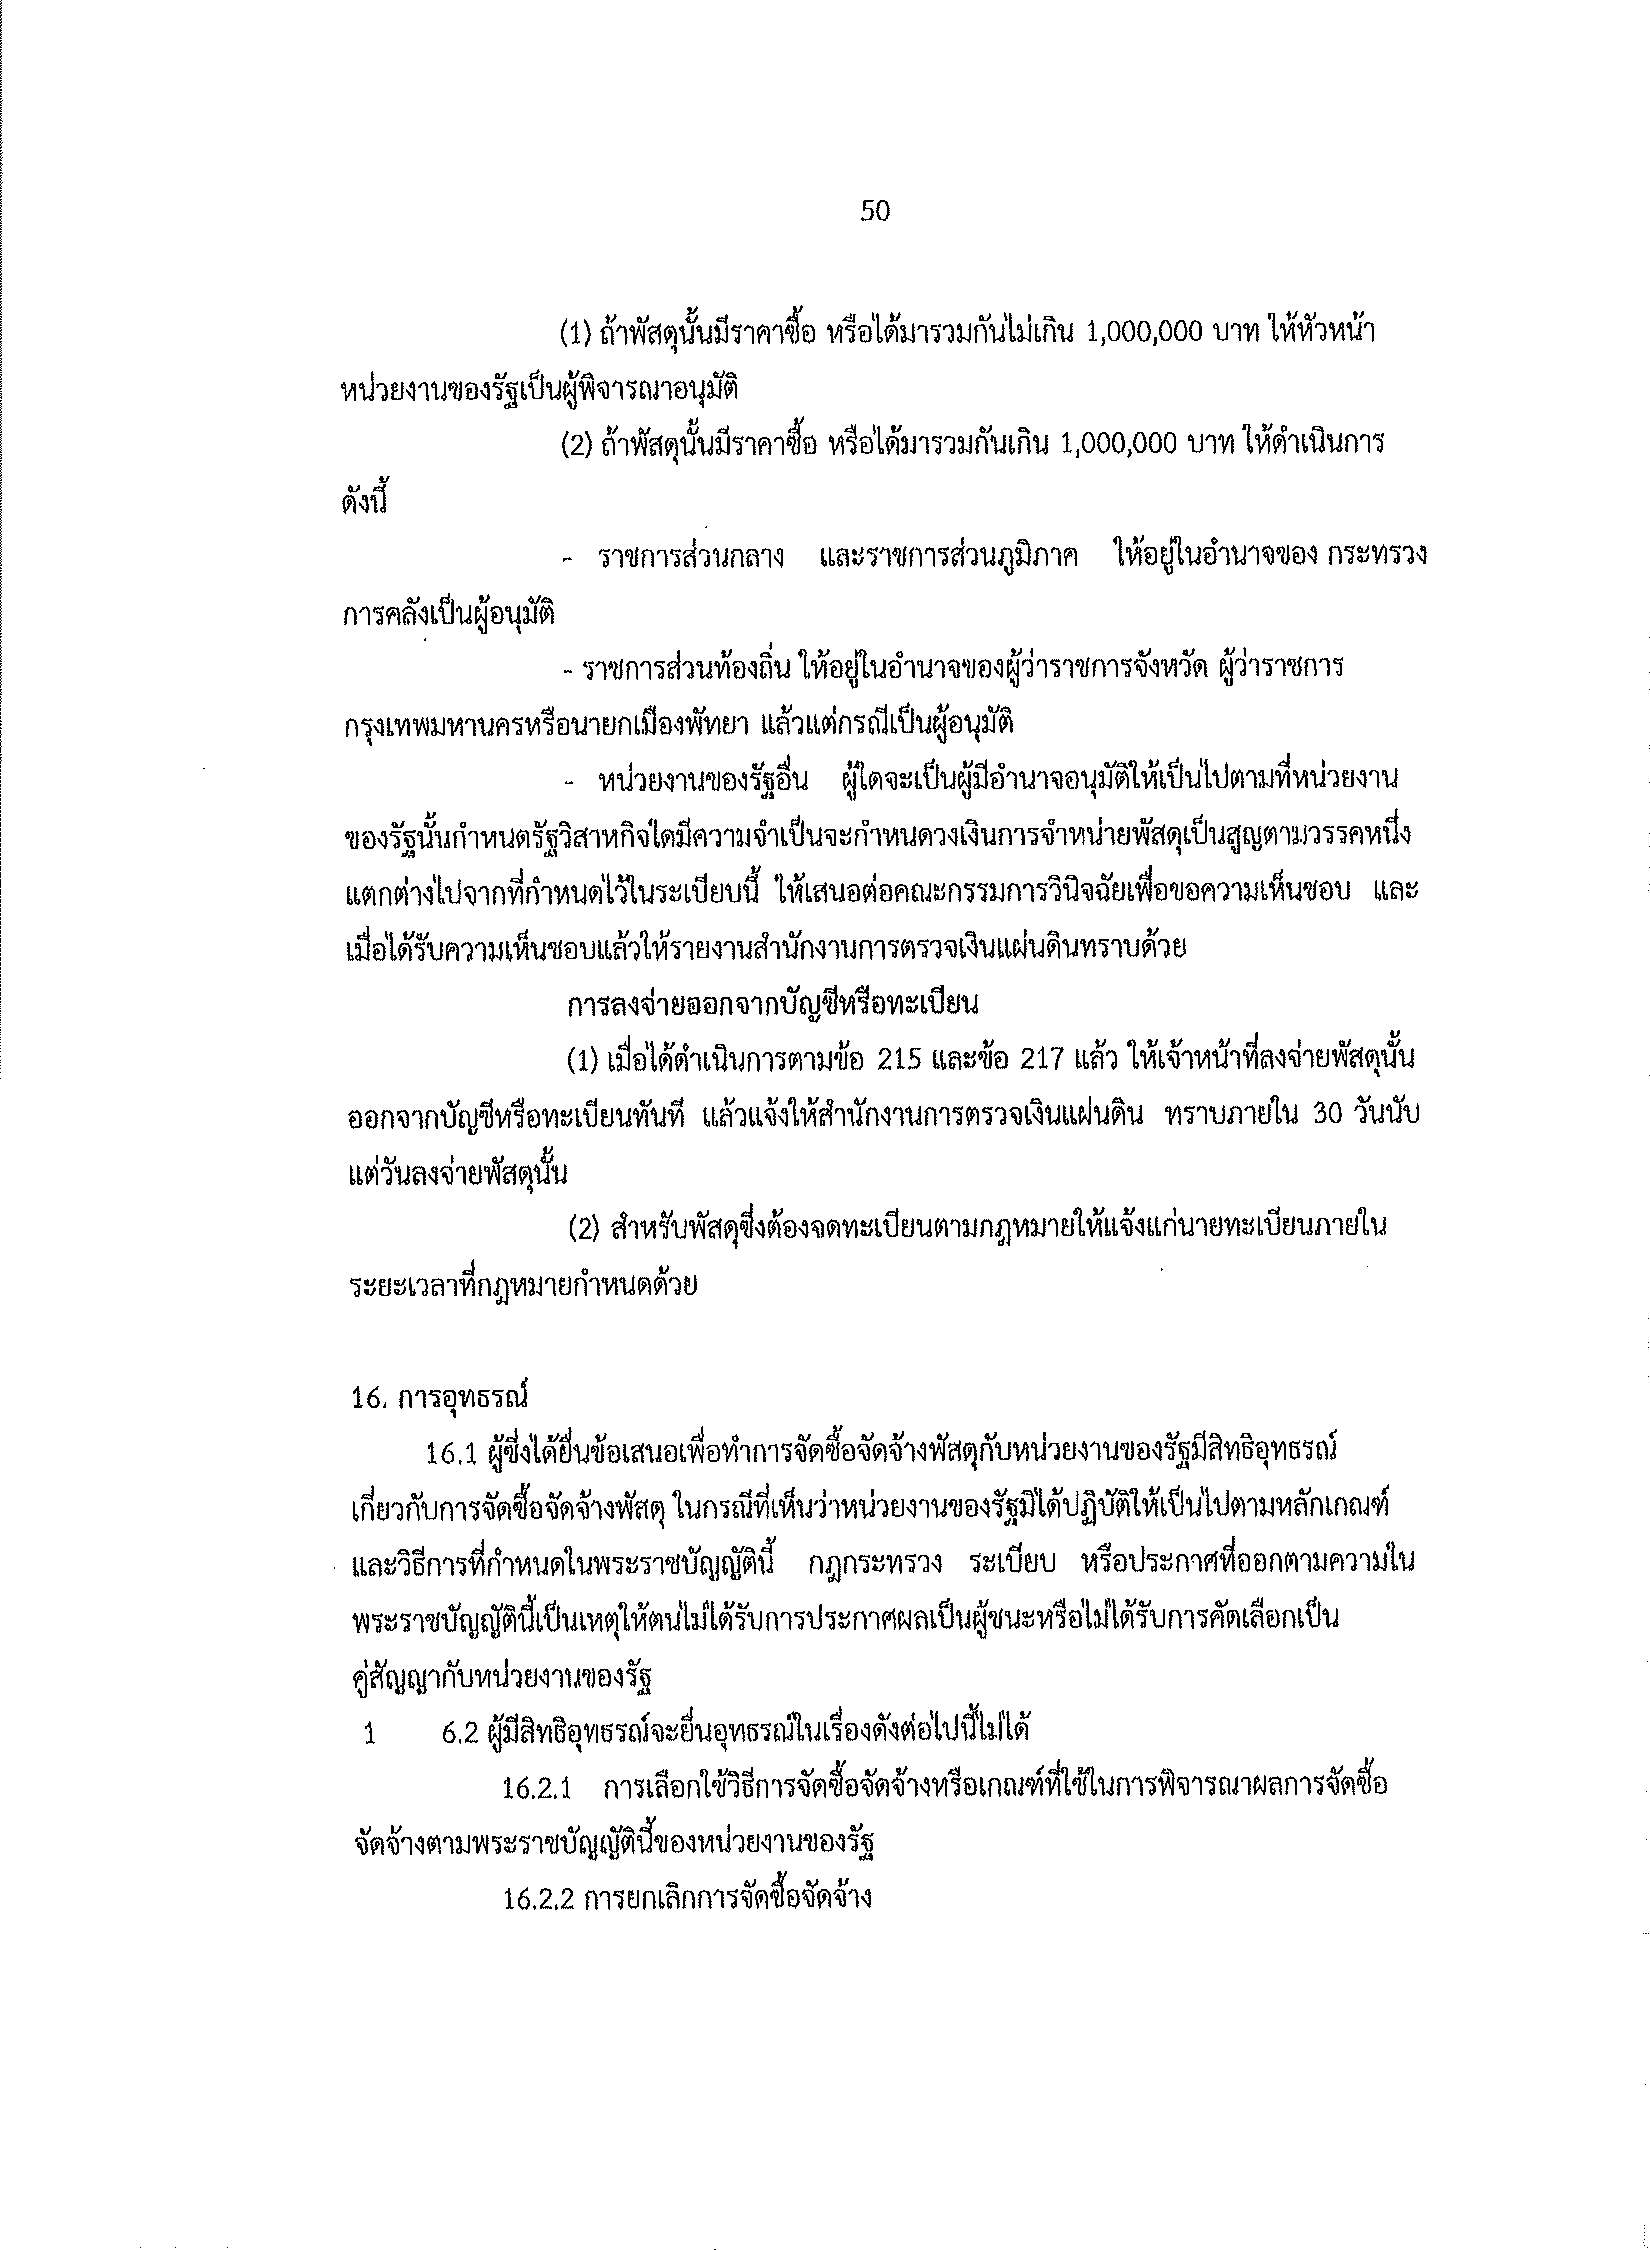 50
(1) ถ้าพัสดุนั้นมีราคาซื้อ หรือได้มารวมกันไม่เกิน 1,000,000 บาท ให้หัวหน้า
หน่วยงานของรัฐเป็นผู้พิจารณาอนุมัติ
(2) ถ้าพัสดุนั้นมีราคาซื้อ หรือได้มารวมกันเกิน 1,000,000 บาท ให้ดำเนินการ
ดังนี้
- ราชการส่วนกลาง และราชการส่วนภูมิภาค ให้อยู่ในอำนาจของ กระทรวง
การคลังเป็นผู้อนุมัติ
- ราชการส่วนท้องถิ่น ให้อยู่ในอำนาจของผู้ว่าราชการจังหวัด ผู้ว่าราชการ
กรุงเทพมหานครหรือนายกเมืองพัทยา แล้วแต่กรณีเป็นผู้อนุมัติ
- หน่วยงานของรัฐอื่น ผู้ใดจะเป็นผู้มีอำนาจอนุมัติให้เป็นไปตามที่หน่วยงาน
ของรัฐนั้นกำหนดรัฐวิสาหกิจใดมีความจำเป็นจะกำหนดวงเงินการจำหน่ายพัสดุเป็นสูญตามวรรคหนึ่ง
แตกต่างไปจากที่กำหนดไว้ในระเบียบนี้ ให้เสนอต่อคณะกรรมการวินิจฉัยเพื่อขอความเห็นชอบ และ
เมื่อได้รับความเห็นชอบแล้วให้รายงานสำนักงานการตรวจเงินแผ่นดินทราบด้วย
การลงจ่ายออกจากบัญชีหรือทะเบียน
(1) เมื่อได้ดำเนินการตามข้อ 215 และข้อ 217 แล้ว ให้เจ้าหน้าที่ลงจ่ายพัสดุนั้น
ออกจากบัญชีหรือทะเบียนทันที แล้วแจ้งให้สำนักงานการตรวจเงินแผ่นดิน ทราบภายใน 30 วันนับ
แต่วันลงจ่ายพัสดุนั้น
(2) สำหรับพัสดุซึ่งต้องจดทะเบียนตามกฎหมายให้แจ้งแก่นายทะเบียนภายใน
ระยะเวลาที่กฎหมายกำหนดด้วย
16. การอุทธรณ์
16.1 ผู้ซึ่งได้ยื่นข้อเสนอเพื่อทำการจัดซื้อจัดจ้างพัสดุกับหน่วยงานของรัฐมีสิทธิอุทธรณ์
เกี่ยวกับการจัดซื้อจัดจ้างพัสดุ ในกรณีที่เห็นว่าหน่วยงานของรัฐมิได้ปฏิบัติให้เป็นไปตามหลักเกณฑ์
และวิธีการที่กำหนดในพระราชบัญญัตินี้ กฎกระทรวง ระเบียบ หรือประกาศที่ออกตามความใน
พระราชบัญญัตินี้เป็นเหตุให้ตนไม่ได้รับการประกาศผลเป็นผู้ชนะหรือไม่ได้รับการคัดเลือกเป็น
คู่สัญญากับหน่วยงานของรัฐ
1 6.2 ผู้มีสิทธิอุทธรณ์จะยื่นอุทธรณ์ในเรื่องดังต่อไปนี้ไม่ได้
16.2.1 การเลือกใช้วิธีการจัดซื้อจัดจ้างหรือเกณฑ์ที่ใช้ในการพิจารณาผลการจัดซื้อ
จัดจ้างตามพระราชบัญญัตินี้ของหน่วยงานของรัฐ
16.2.2 การยกเลิกการจัดซื้อจัดจ้าง